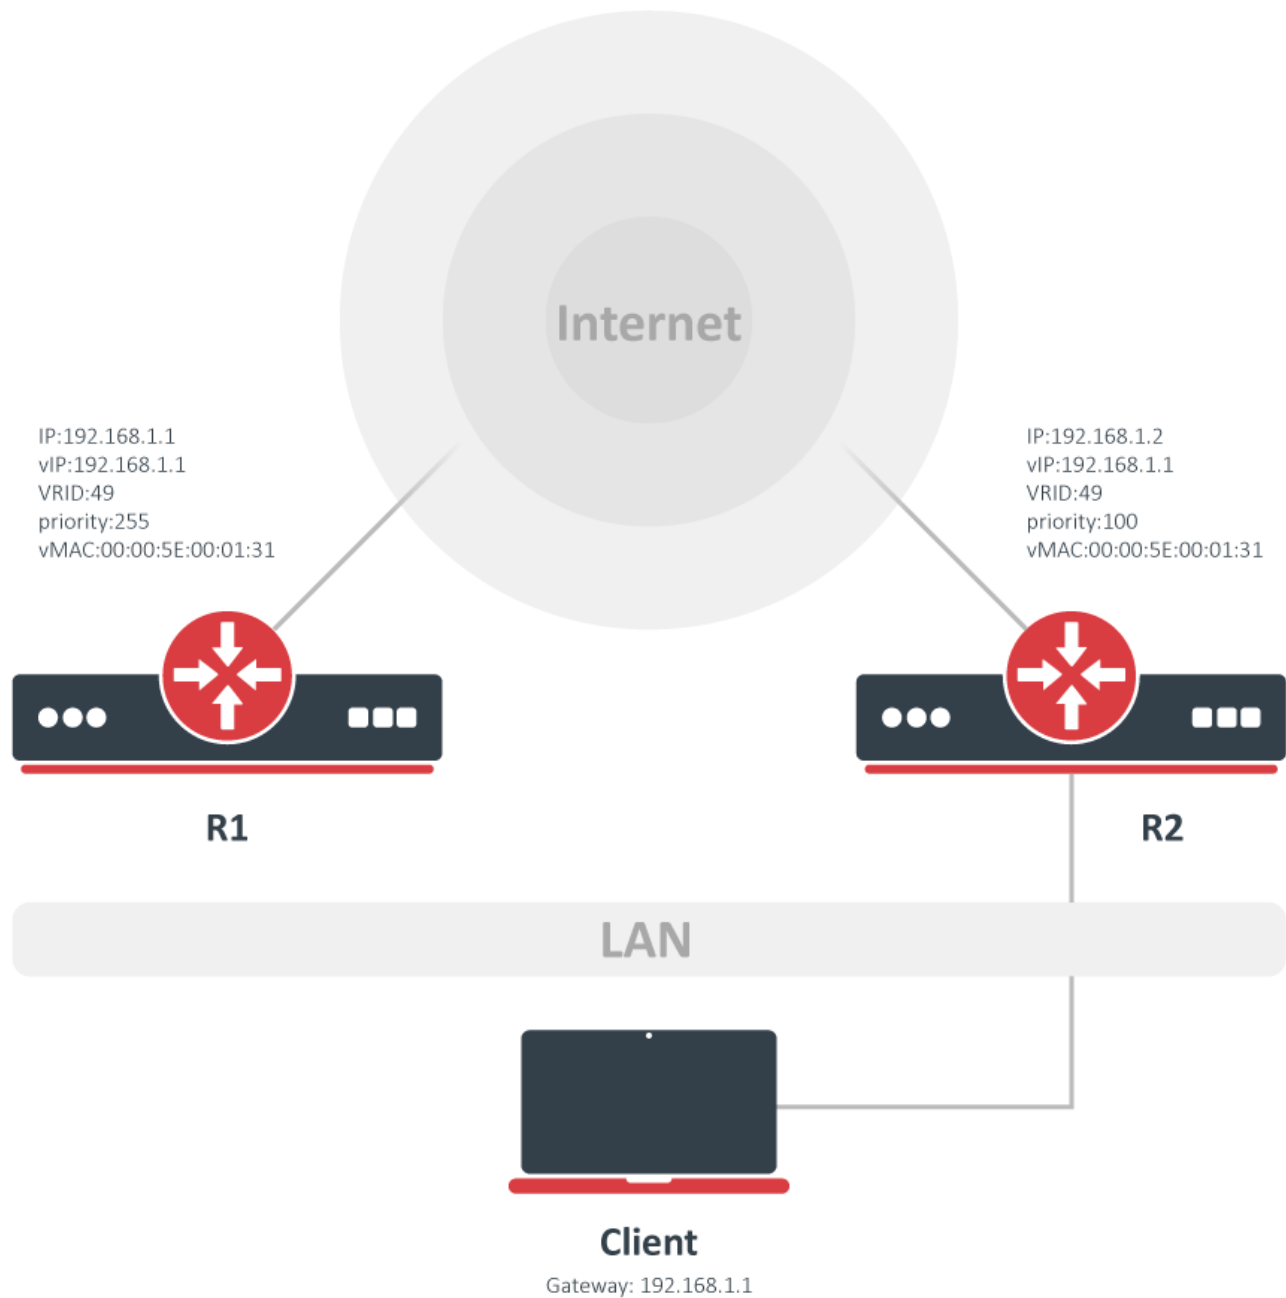 Internet
IP:192.168.1.1
vIP:192.168.1.1
VRID:49
priority:255
vMAC:00:00:5E:00:01:31
IP:192.168.1.2
vIP:192.168.1.1
VRID:49
priority:100
vMAC:00:00:5E:00:01:31
R1
R2
LAN
Client
Gateway: 192.168.1.1